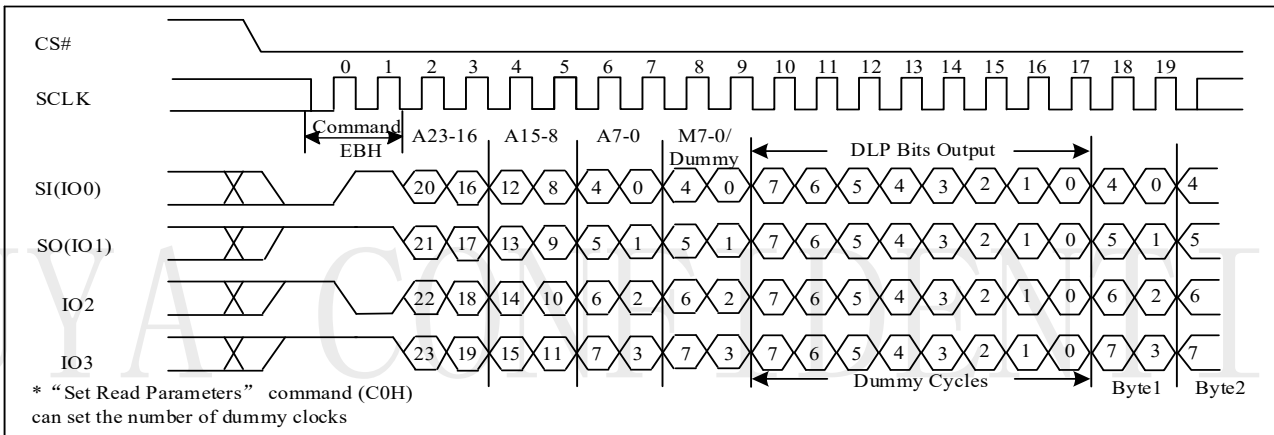 CS#
0 1 2 3 4 5 6 7 8 9 10 11 12 13 14 15 16 17 18 19
SCLK
Command
EBH
A23-16 A15-8 A7-0 M7-0/
Dummy
DLP Bits Output
SI(IO0) 20 16 12 8 4 0 4 0 7 6 5 4 3 2 1 0 4 0 4
SO(IO1) 21 17 13 9 5 1 5 1 7 6 5 4 3 2 1 0 5 1 5
IO2 22 18 14 10 6 2 6 2 7 6 5 4 3 2 1 0 6 2 6
IO3 23 19 15 11 7 3 7 3 7 6 5 4 3 2 1 0 7 3 7
Dummy Cycles Byte1 Byte2
* “Set Read Parameters” command (C0H)
can set the number of dummy clocks
UYA CONFIDENTI